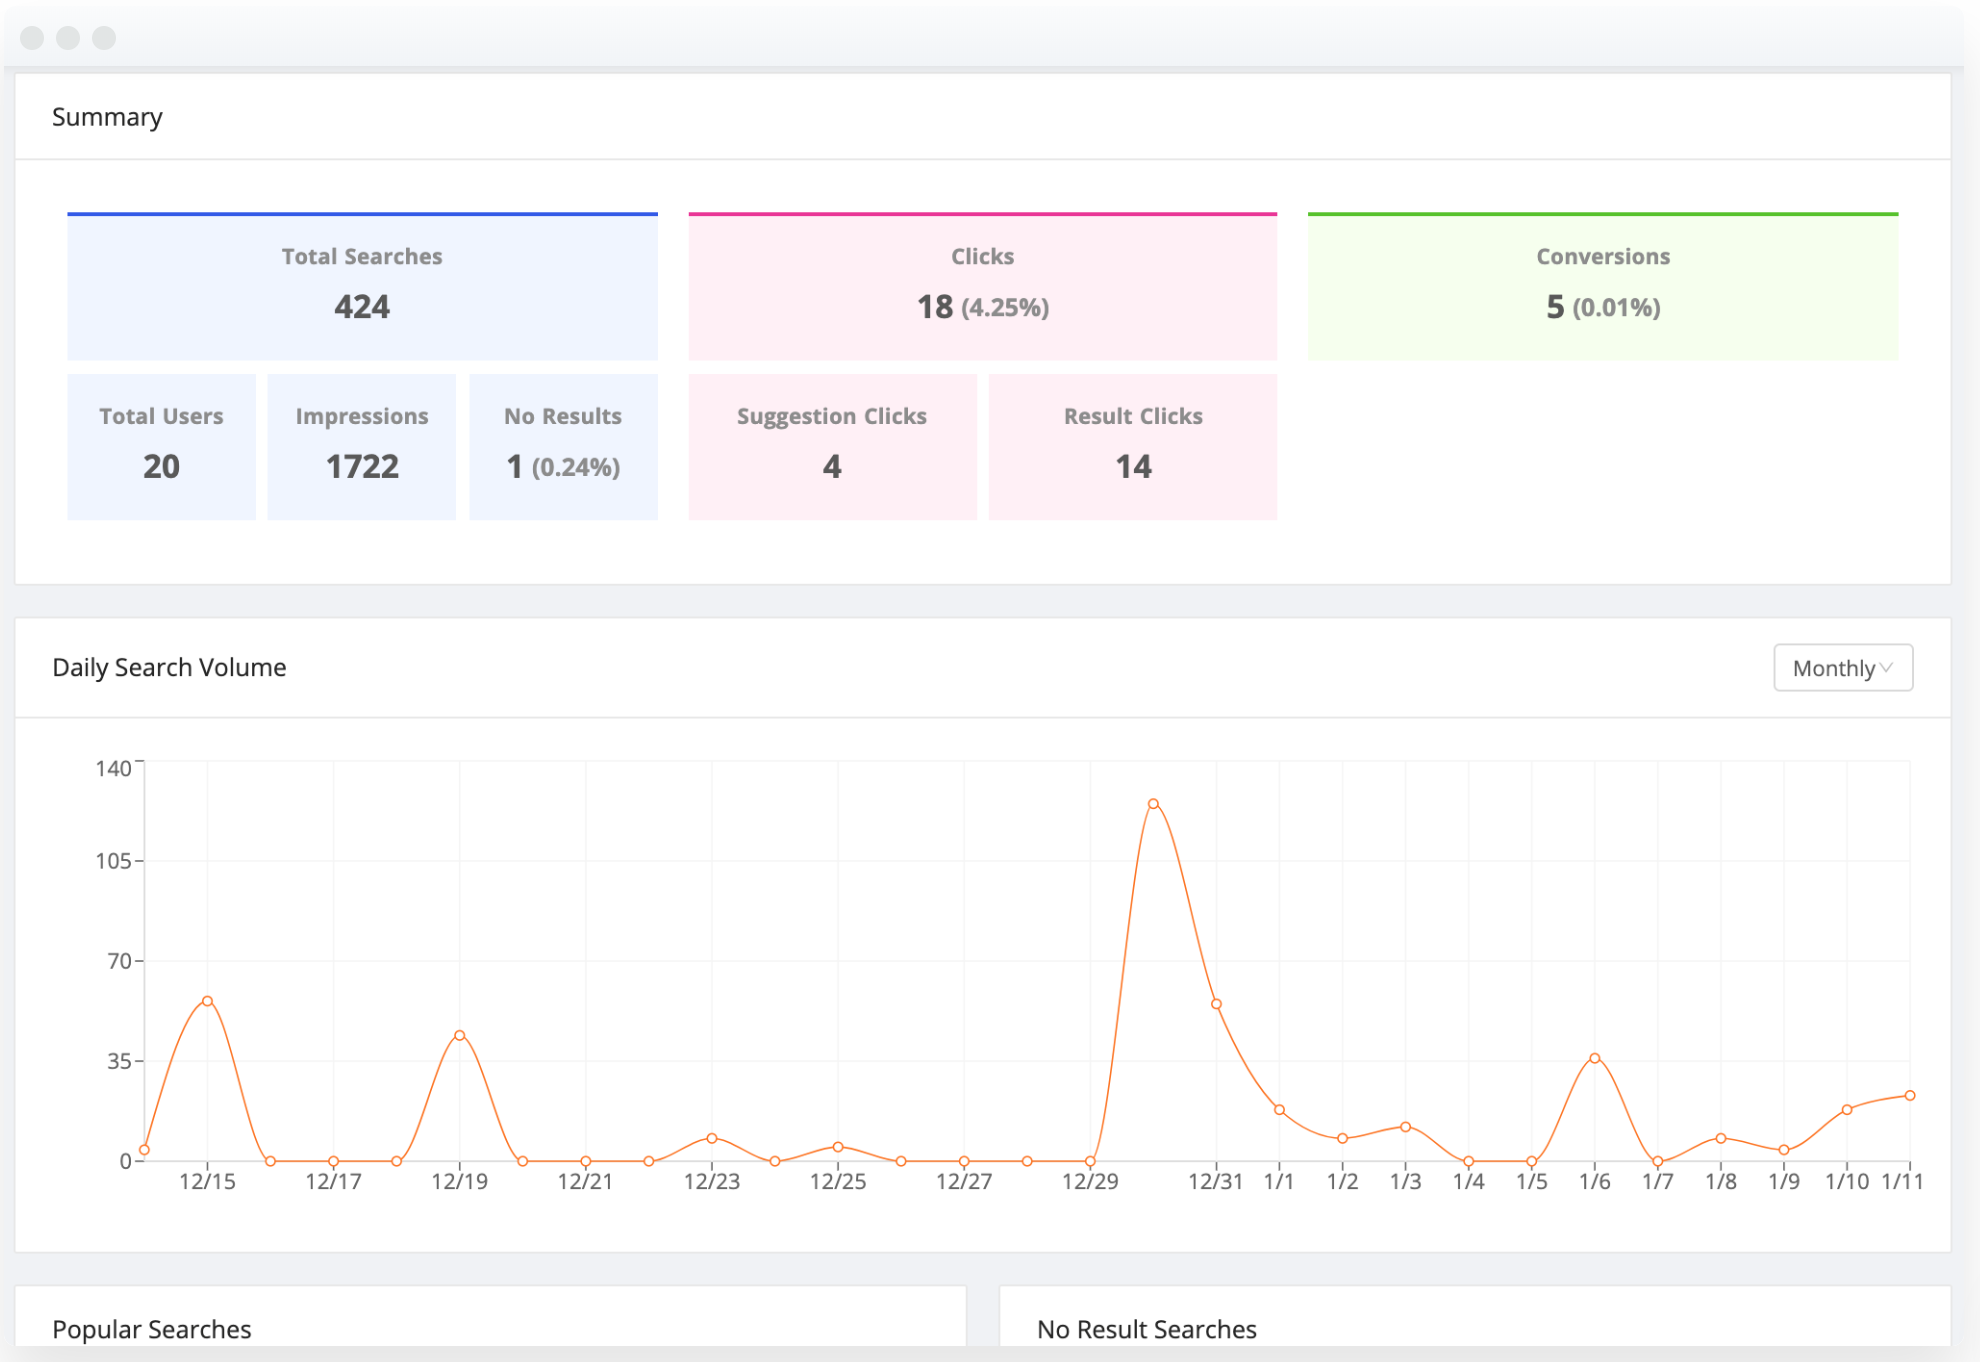 Summary
Total Searches
424
Clicks
18 (4.25%)
Conversions
5 (0.01%)
Total Users
20
Impressions
1722
No Results
1 (0.24%)
Suggestion Clicks
4
Result Clicks
14
Daily Search Volume
Monthly
140
105
70
35
0
12/15 12/17 12/19 12/21 12/23 12/25 12/27 12/29 12/31 1/1 1/2 1/3 1/4 1/5 1/6 1/7 1/8 1/9 1/10 1/11
Popular Searches
No Result Searches